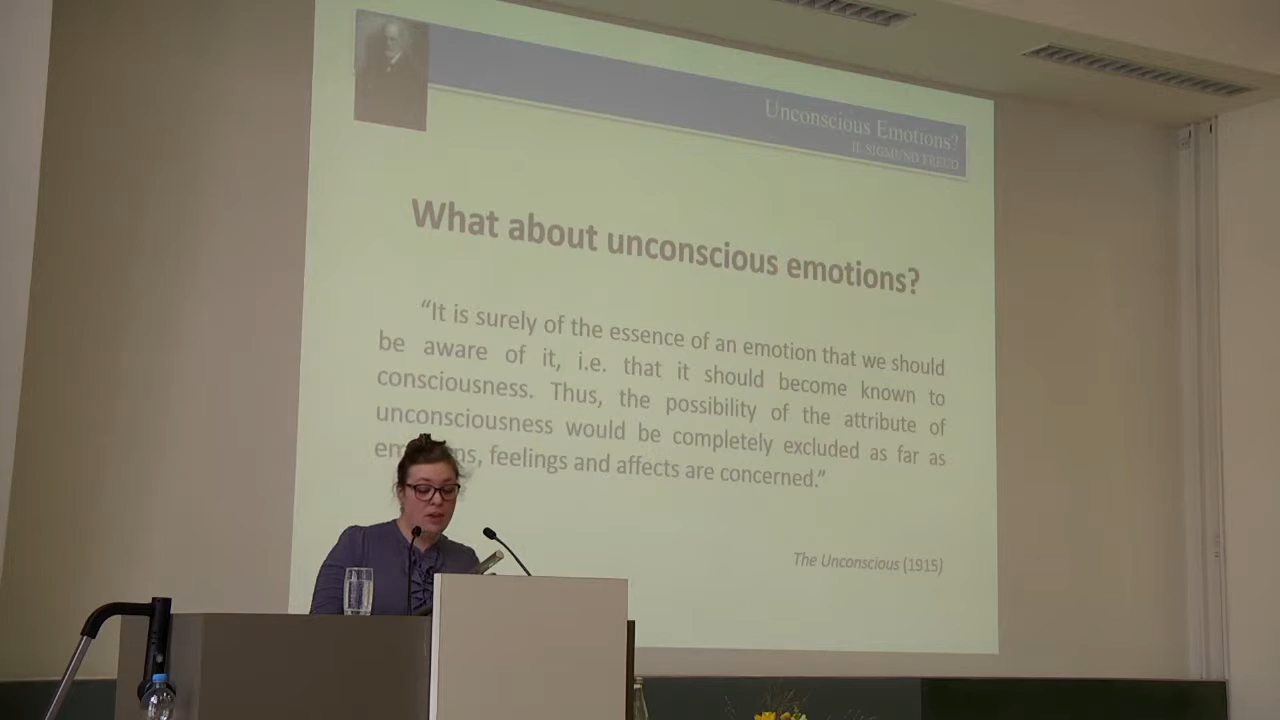 Unconscious Emotions?
II. SIGMUND FREUD
What about unconscious emotions?
“It is surely of the essence of an emotion that we should
be aware of it, i.e. that it should become known to
consciousness. Thus, the possibility of the attribute of
unconsciousness would be completely excluded as far as
feelings and affects are concerned.”
The Unconscious (1915)